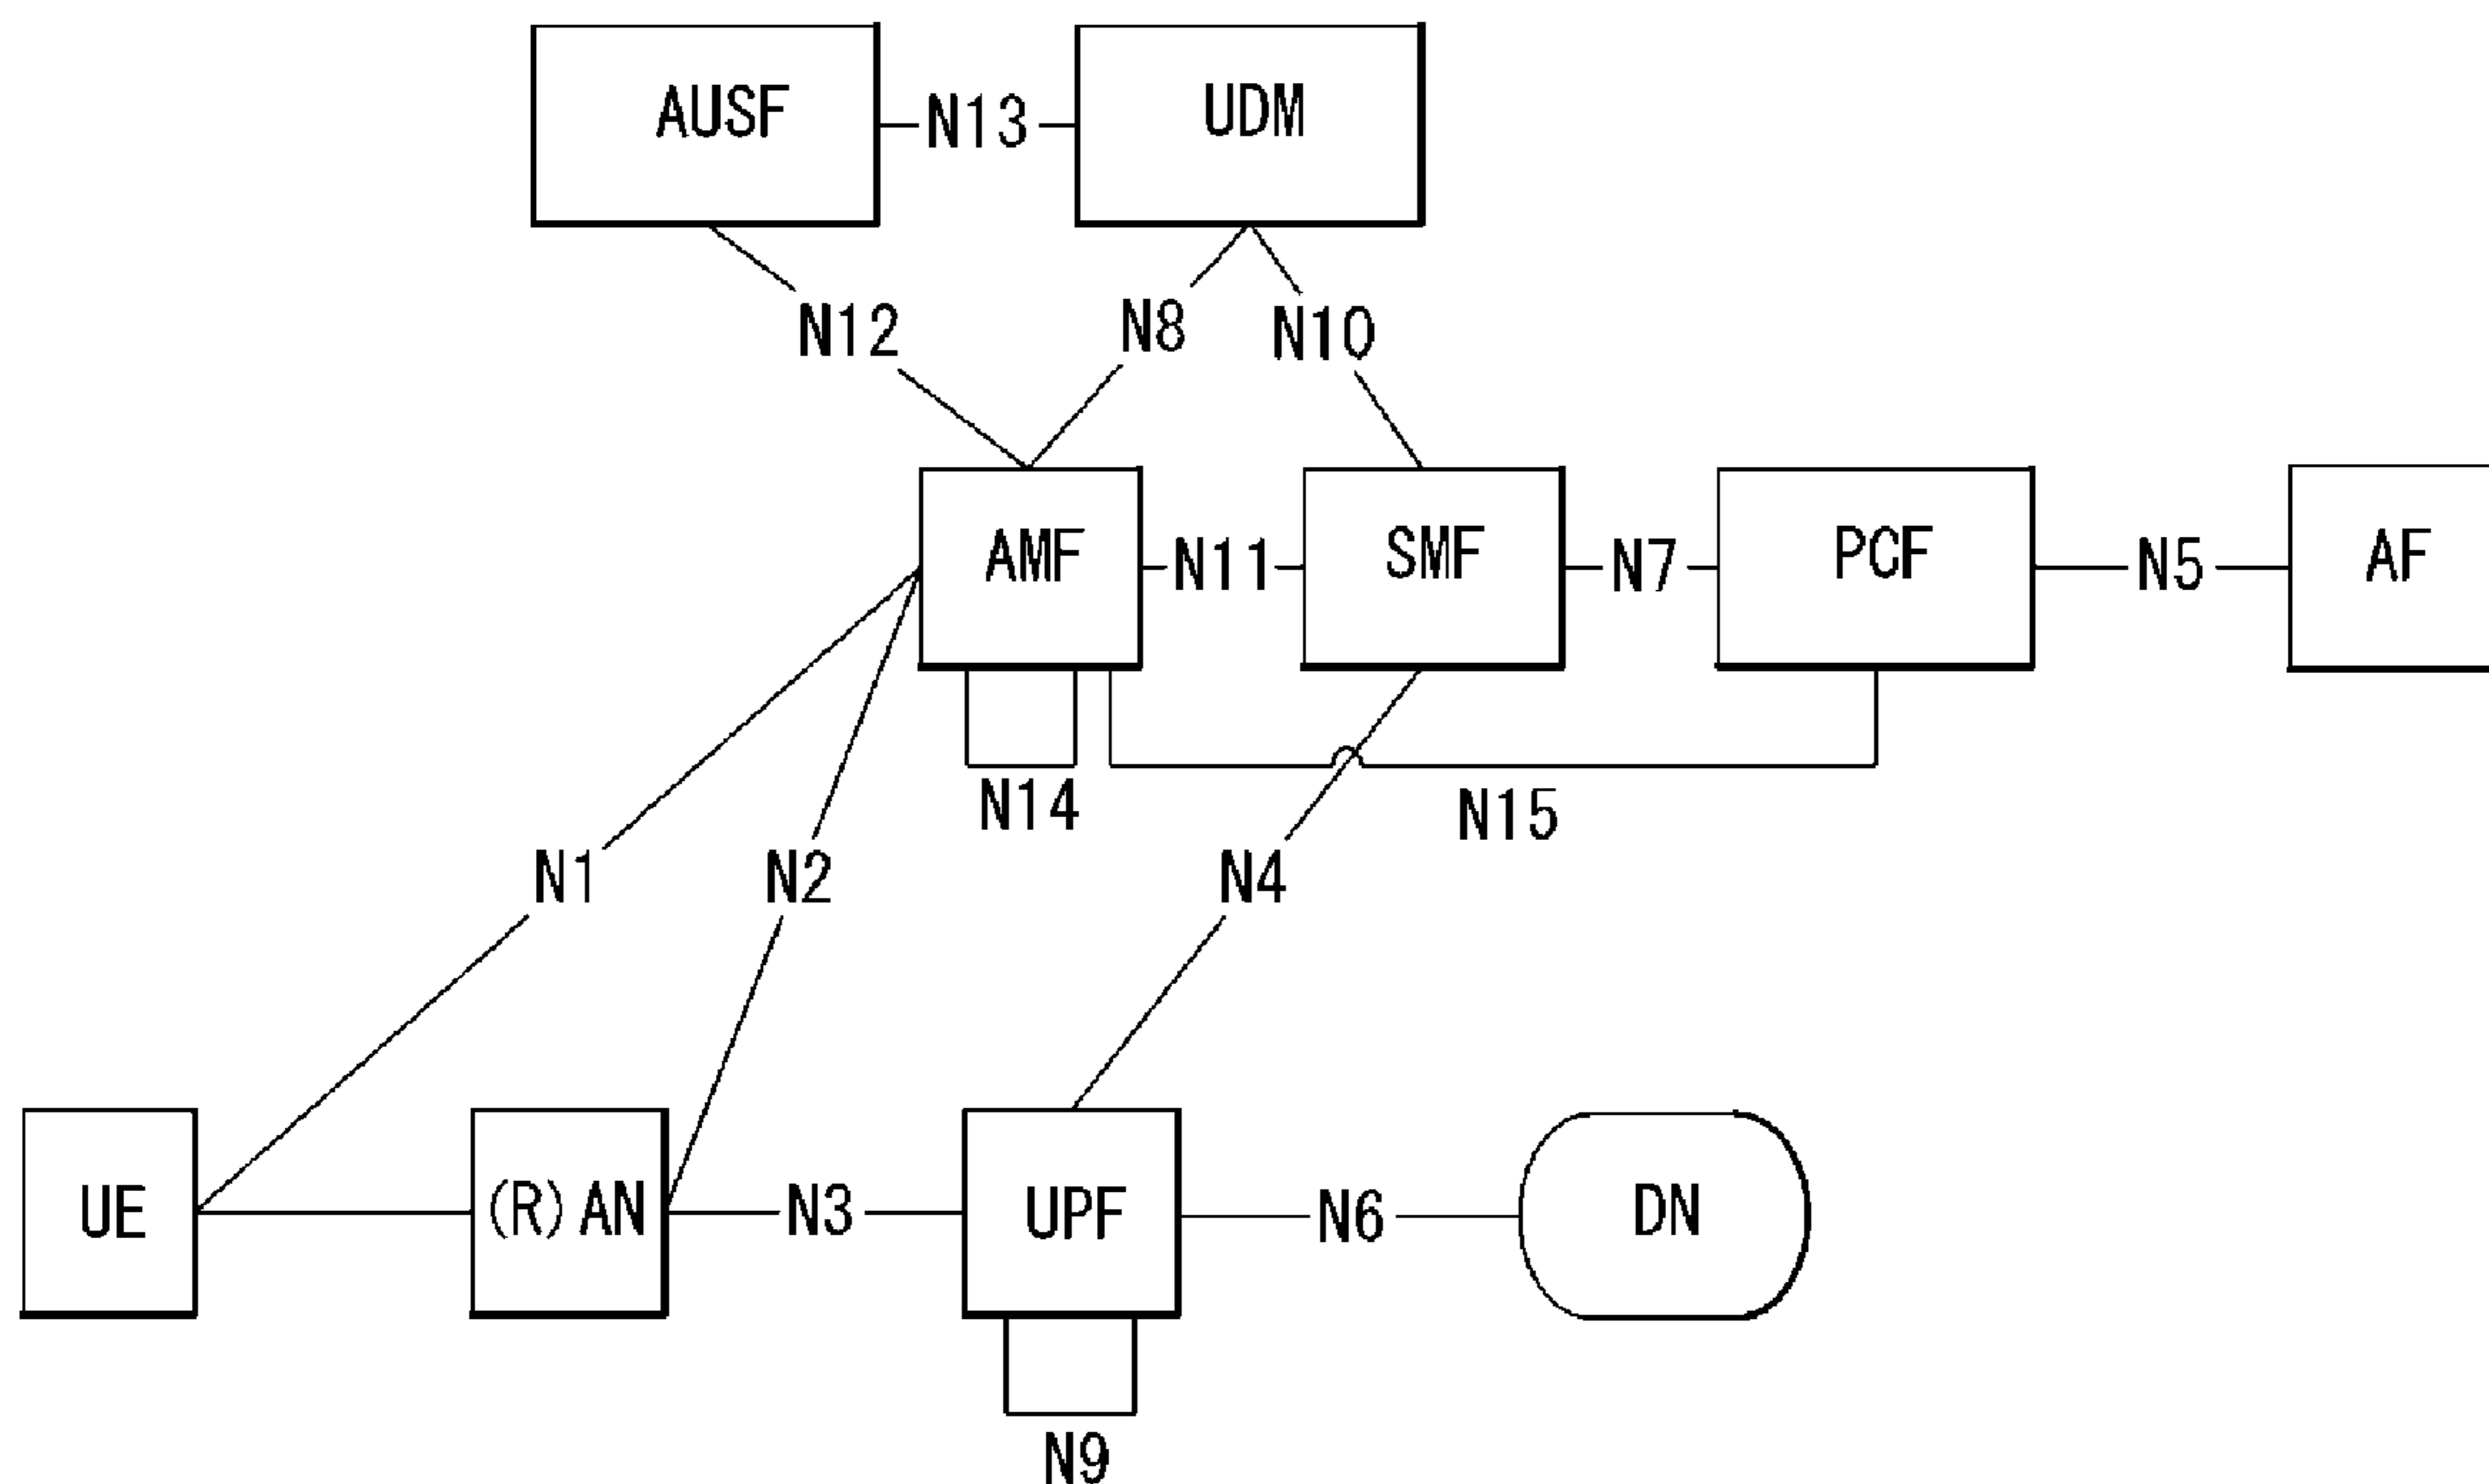 AUSF N13 UDM
N12 N8 N10
AMF N11 SMF N7 PCF N5 AF
N14 N15
N1 N2 N4
UE (R)AN N3 UPF N6 DN
N9